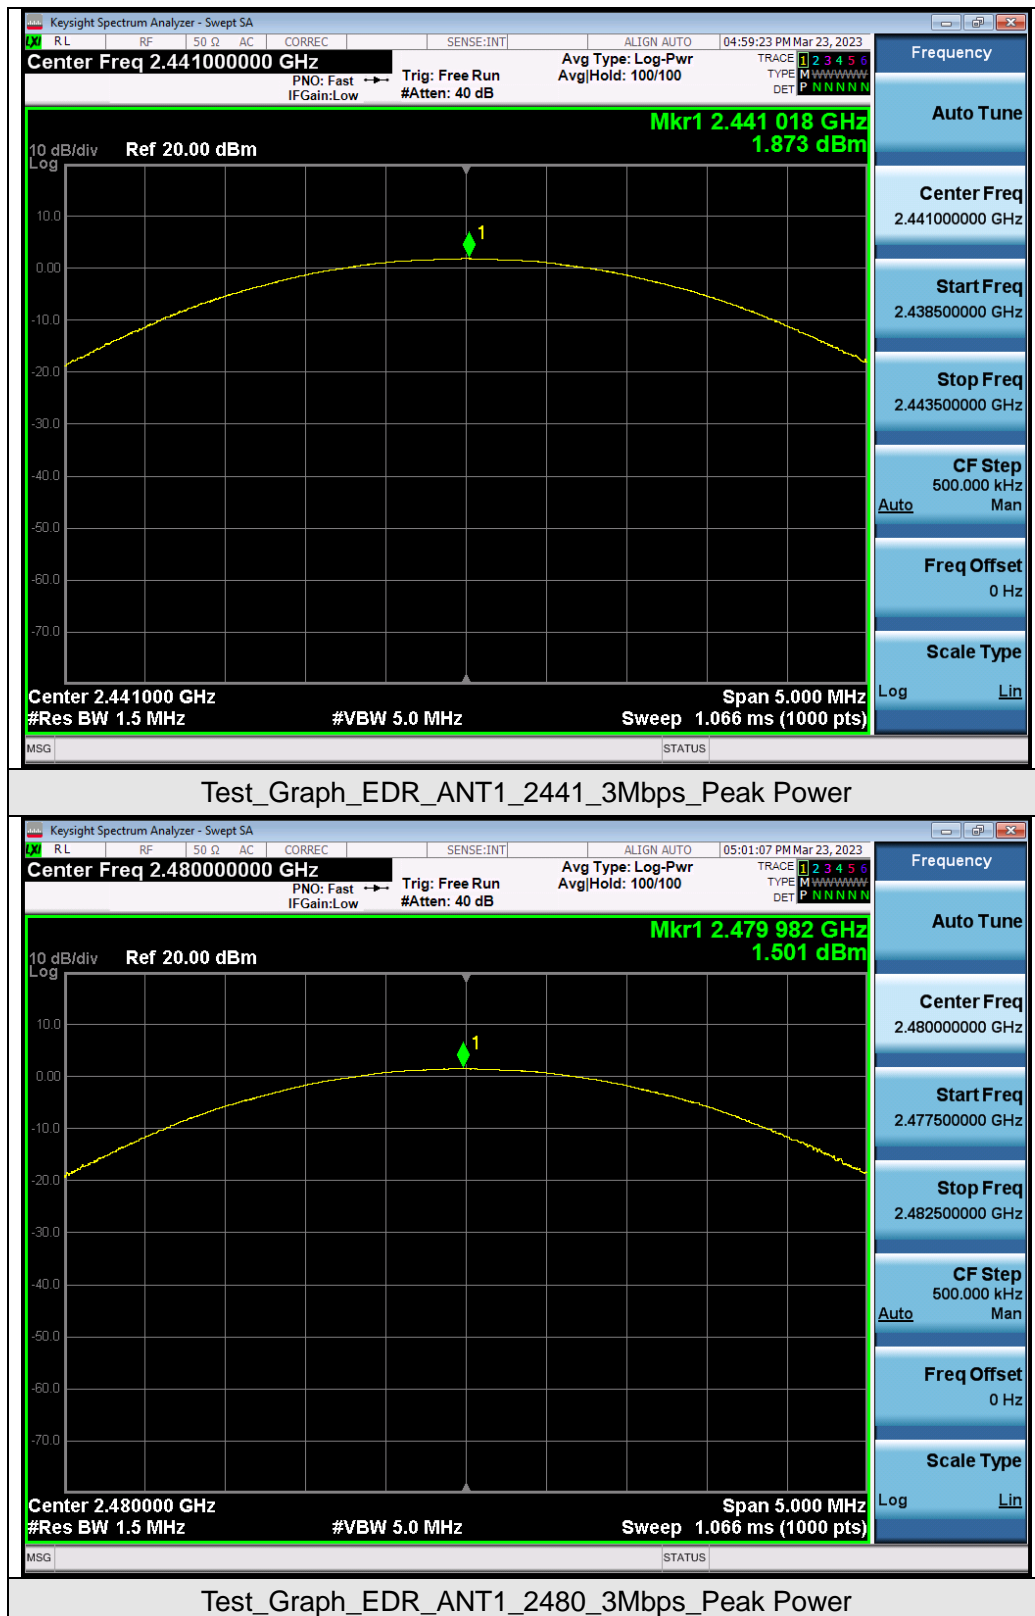 Keysight Spectrum Analyzer - Swept SA
LXI RL RF 50 Ω AC CORREC SENSE:INT ALIGN AUTO 04:59:23 PM Mar 23, 2023
Center Freq 2.441000000 GHz
PNO: Fast
IFGain:Low
Trig: Free Run
#Atten: 40 dB
Avg Type: Log-Pwr
Avg|Hold: 100/100
TRACE 1 2 3 4 5 6
TYPE M WWWWW
DET P N N N N N
Mkr1 2.441 018 GHz
1.873 dBm
10 dB/div Ref 20.00 dBm
Log
10.0
0.00
-10.0
-20.0
-30.0
-40.0
-50.0
-60.0
-70.0
1
Center 2.441000 GHz Span 5.000 MHz
#Res BW 1.5 MHz #VBW 5.0 MHz Sweep 1.066 ms (1000 pts)
MSG STATUS
Frequency
Auto Tune
Center Freq
2.441000000 GHz
Start Freq
2.438500000 GHz
Stop Freq
2.443500000 GHz
CF Step
500.000 kHz
Auto Man
Freq Offset
0 Hz
Scale Type
Log Lin
Test_Graph_EDR_ANT1_2441_3Mbps_Peak Power
Keysight Spectrum Analyzer - Swept SA
LXI RL RF 50 Ω AC CORREC SENSE:INT ALIGN AUTO 05:01:07 PM Mar 23, 2023
Center Freq 2.480000000 GHz
PNO: Fast
IFGain:Low
Trig: Free Run
#Atten: 40 dB
Avg Type: Log-Pwr
Avg|Hold: 100/100
TRACE 1 2 3 4 5 6
TYPE M WWWWW
DET P N N N N N
Mkr1 2.479 982 GHz
1.501 dBm
10 dB/div Ref 20.00 dBm
Log
10.0
0.00
-10.0
-20.0
-30.0
-40.0
-50.0
-60.0
-70.0
1
Center 2.480000 GHz Span 5.000 MHz
#Res BW 1.5 MHz #VBW 5.0 MHz Sweep 1.066 ms (1000 pts)
MSG STATUS
Frequency
Auto Tune
Center Freq
2.480000000 GHz
Start Freq
2.477500000 GHz
Stop Freq
2.482500000 GHz
CF Step
500.000 kHz
Auto Man
Freq Offset
0 Hz
Scale Type
Log Lin
Test_Graph_EDR_ANT1_2480_3Mbps_Peak Power